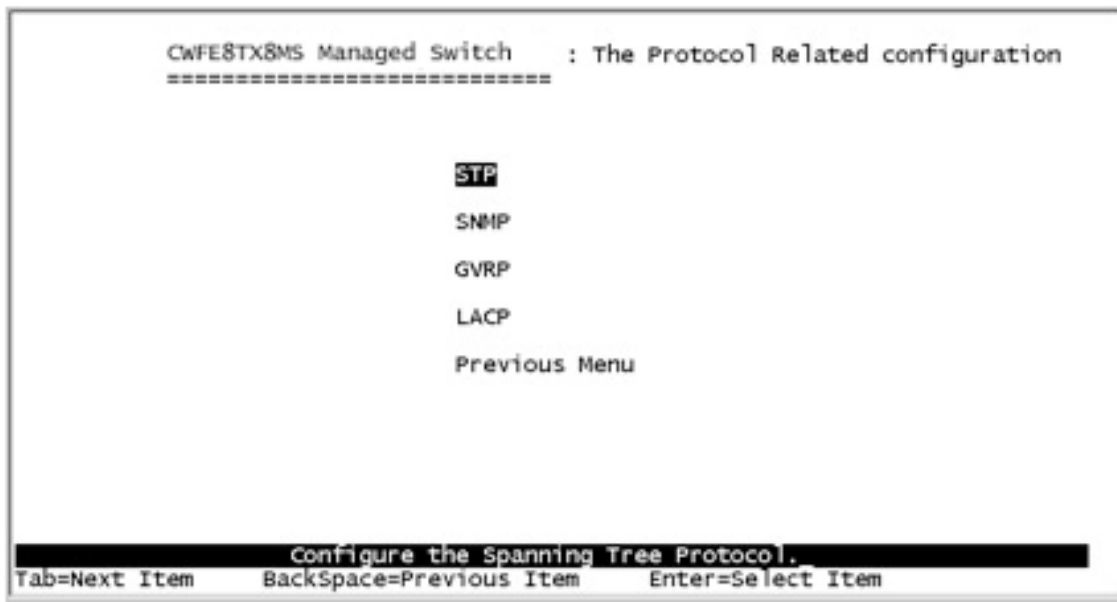 CWFE8TX8MS Managed Switch : The Protocol Related configuration
============================
STP
SNMP
GVRP
LACP
Previous Menu
Configure the Spanning Tree Protocol._
Tab=Next Item BackSpace=Previous Item Enter=Select Item